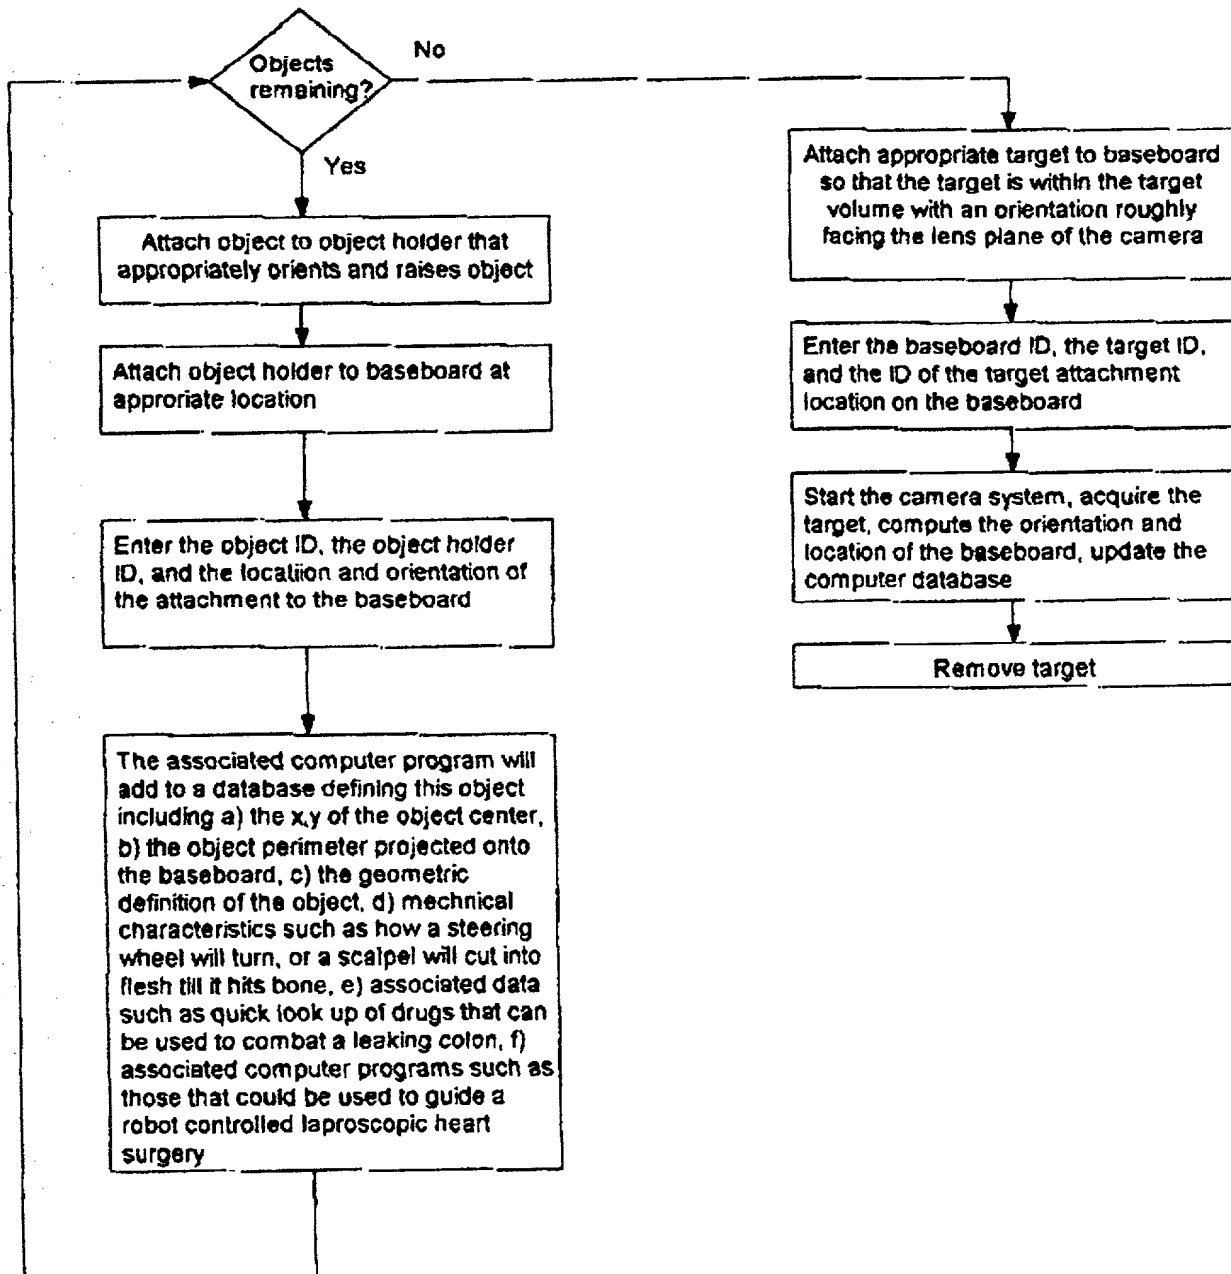 Objects
remaining?
No
Yes
Attach object to object holder that
appropriately orients and raises object
Attach object holder to baseboard at
approriate location
Enter the object ID, the object holder
ID, and the locatiion and orientation of
the attachment to the baseboard
The associated computer program will
add to a database defining this object
including a) the x,y of the object center,
b) the object perimeter projected onto
the baseboard, c) the geometric
definition of the object, d) mechnical
characteristics such as how a steering
wheel will turn, or a scalpel will cut into
flesh till it hits bone, e) associated data
such as quick look up of drugs that can
be used to combat a leaking colon, f)
associated computer programs such as
those that could be used to guide a
robot controlled laproscopic heart
surgery
Attach appropriate target to baseboard
so that the target is within the target
volume with an orientation roughly
facing the lens plane of the camera
Enter the baseboard ID, the target ID,
and the ID of the target attachment
location on the baseboard
Start the camera system, acquire the
target, compute the orientation and
location of the baseboard, update the
computer database
Remove target